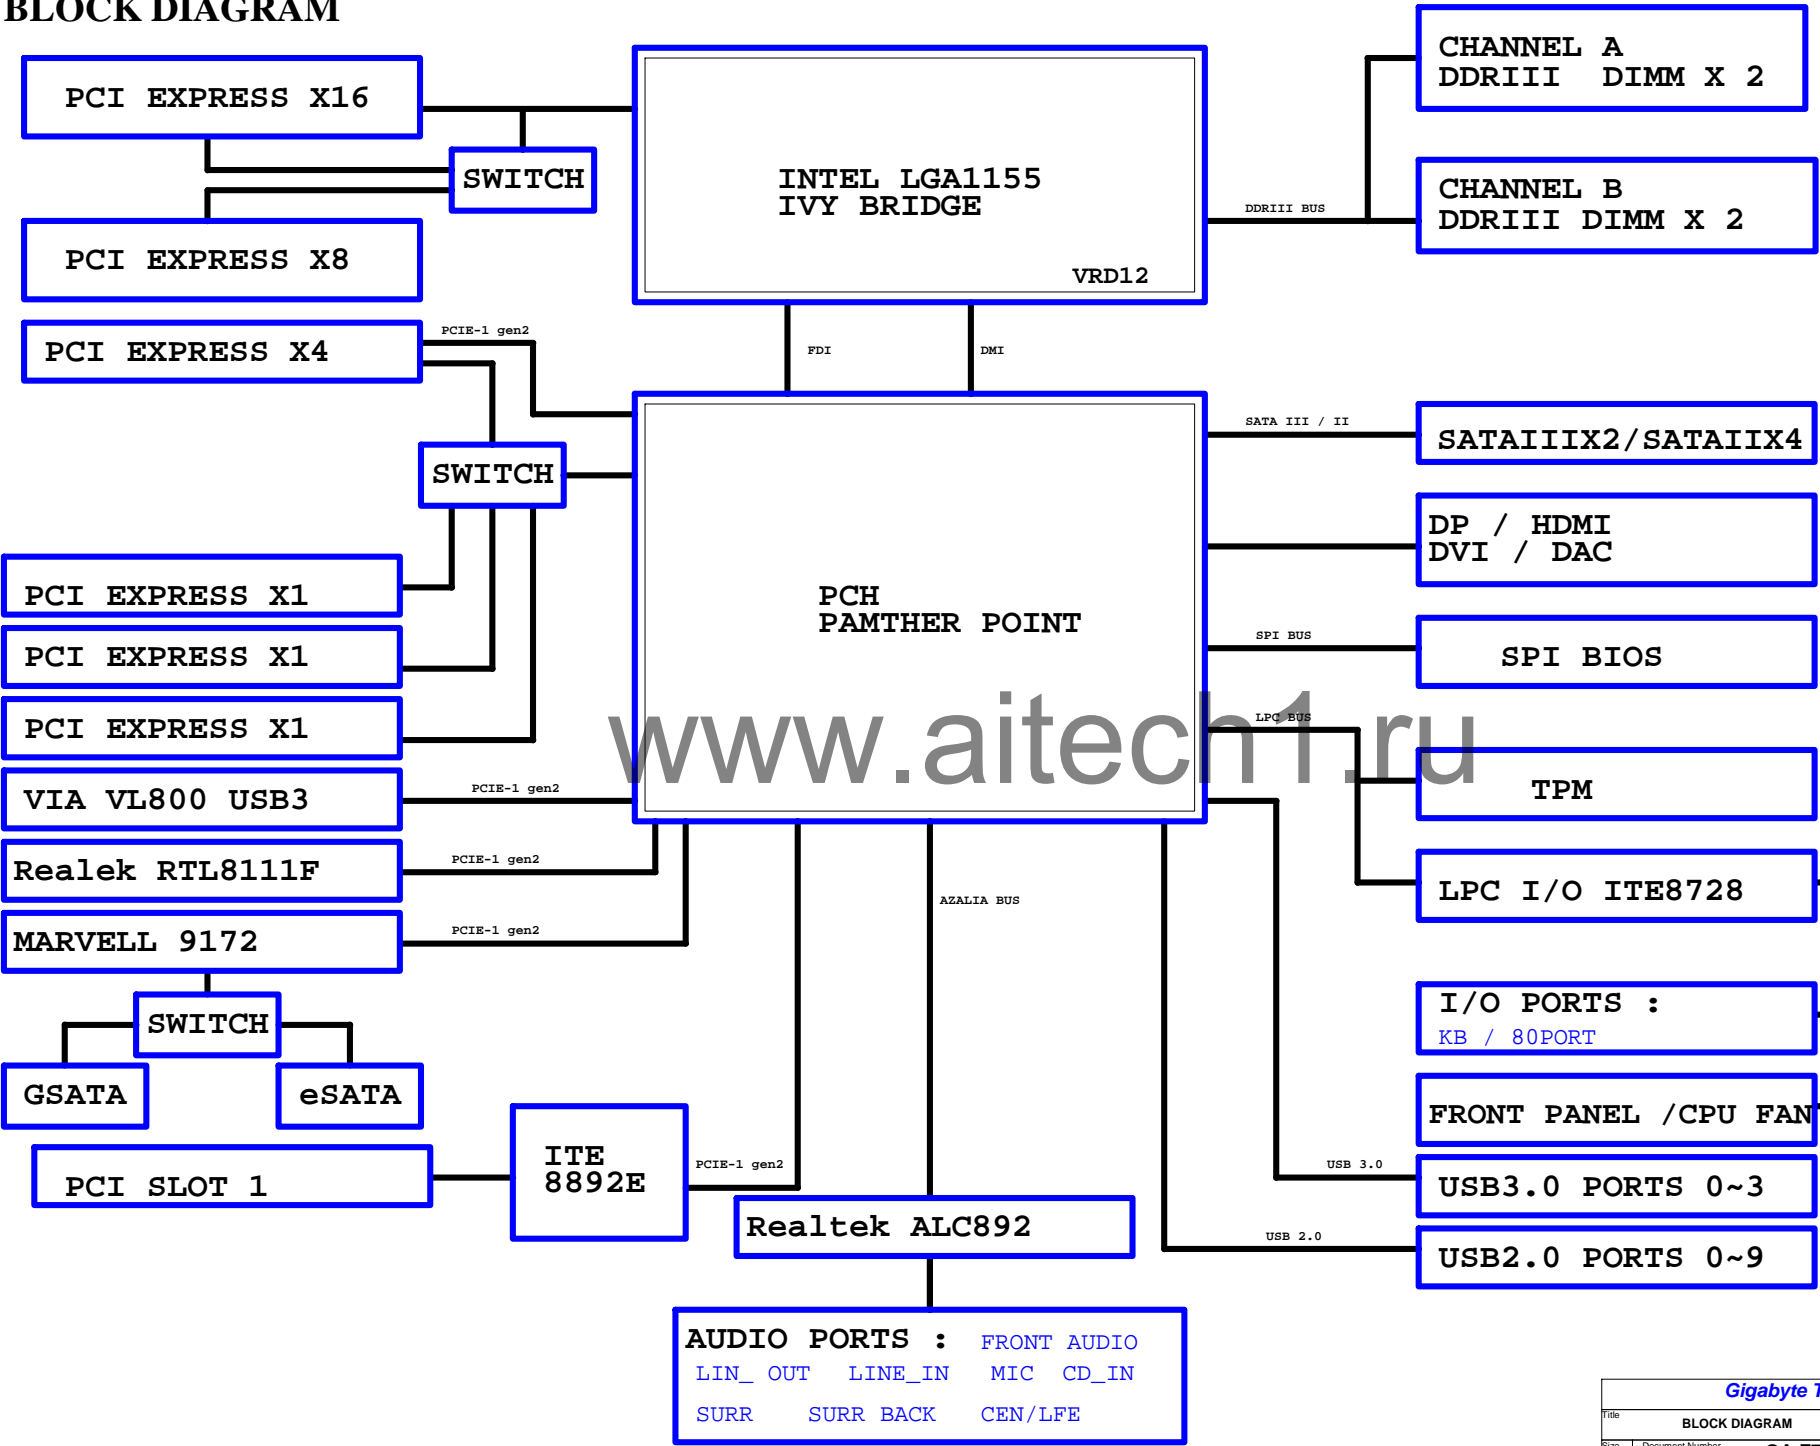 BLOCK DIAGRAM
PCI EXPRESS X16
SWITCH
PCI EXPRESS X8
INTEL LGA1155
IVY BRIDGE
VRD12
DDRIII BUS
CHANNEL A
DDRIII DIMM X 2
CHANNEL B
DDRIII DIMM X 2
PCI EXPRESS X4
PCIE-1 gen2
FDI
DMI
SWITCH
PCI EXPRESS X1
PCI EXPRESS X1
PCI EXPRESS X1
VIA VL800 USB3
PCIE-1 gen2
Realek RTL8111F
PCIE-1 gen2
MARVELL 9172
PCIE-1 gen2
SWITCH
GSATA
eSATA
PCI SLOT 1
ITE
8892E
PCIE-1 gen2
PCH
PAMTHER POINT
www.aitech1.ru
SATA III / II
SATAIIIX2/SATAIIX4
DP / HDMI
DVI / DAC
SPI BUS
SPI BIOS
LPC BUS
TPM
LPC I/O ITE8728
I/O PORTS :
KB / 80PORT
FRONT PANEL /CPU FAN
USB 3.0
USB3.0 PORTS 0~3
USB 2.0
USB2.0 PORTS 0~9
AZALIA BUS
Realtek ALC892
AUDIO PORTS : FRONT AUDIO
LIN_ OUT LINE_IN MIC CD_IN
SURR SURR BACK CEN/LFE
Gigabyte T
Title
BLOCK DIAGRAM
Size Document Number